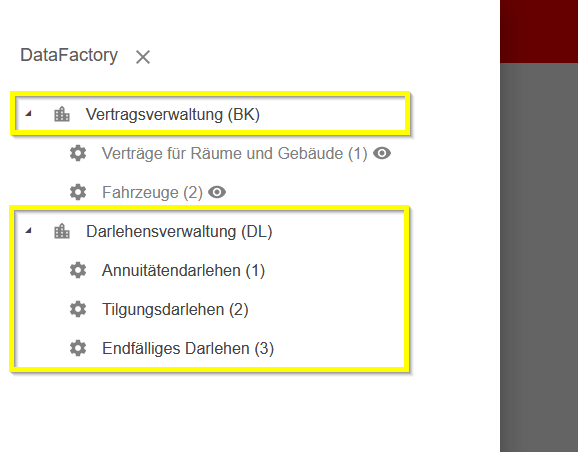 DataFactory
Vertragsverwaltung (BK)
Verträge für Räume und Gebäude (1)
Fahrzeuge (2)
Darlehensverwaltung (DL)
Annuitätendarlehen (1)
Tilgungsdarlehen (2)
Endfälliges Darlehen (3)